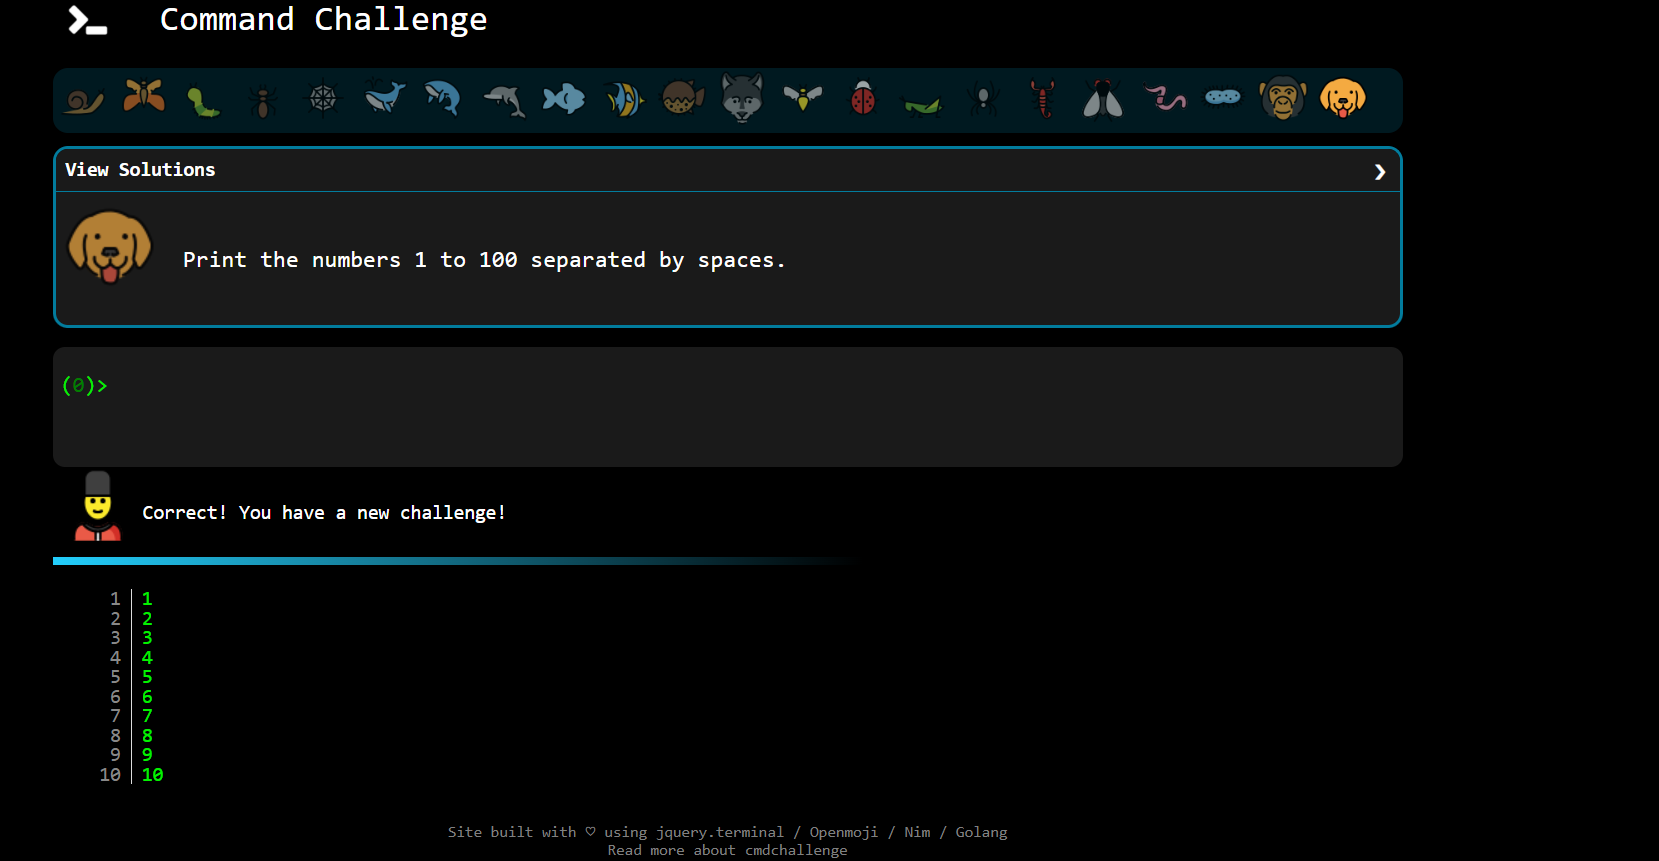 Command Challenge
View Solutions
Print the numbers 1 to 100 separated by spaces.
(0)>
Correct! You have a new challenge!
1 1
2 2
3 3
4 4
5 5
6 6
7 7
8 8
9 9
10 10
Site built with ♡ using jquery.terminal / Openmoji / Nim / Golang
Read more about cmdchallenge